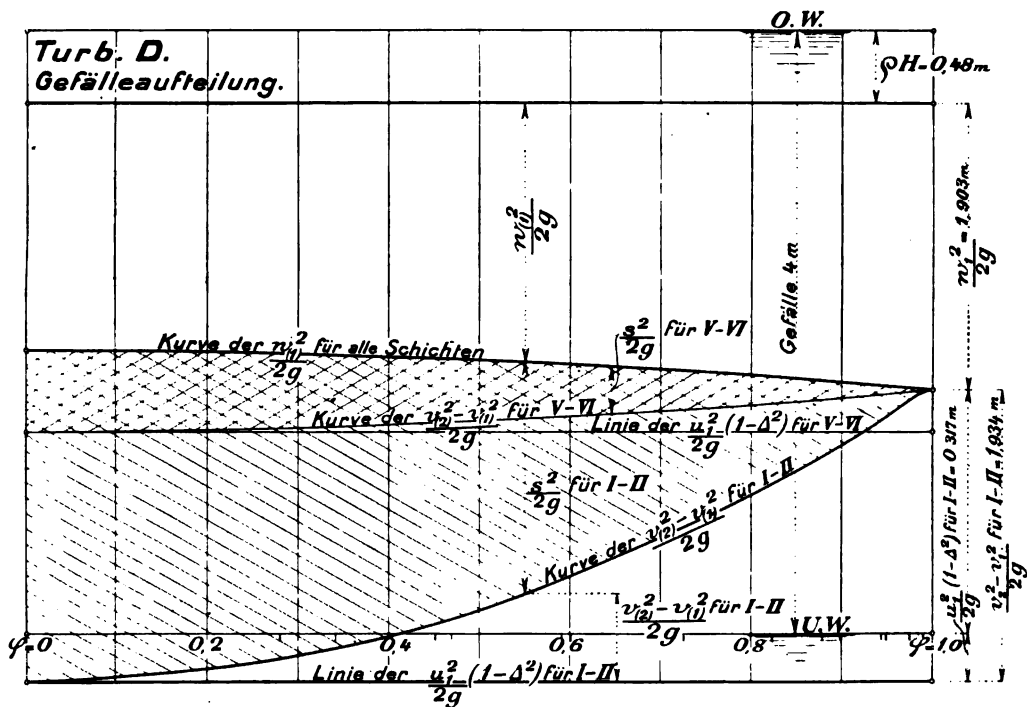 O.W.
Turb. D.
Gefälleaufteilung.
ϱH=0,48m
w₍₁₎²/2g
w₁²/2g = 1,903m
Gefälle 4m
s²/2g für V-VI
Kurve der w₍₁₎²/2g für alle Schichten
Kurve der v₍₂₎²-v₍₁₎²/2g für V-VI
Linie der u₁²/2g (1-Δ²) für V-VI
s²/2g für I-II
Kurve der v₍₂₎²-v₍₁₎²/2g für I-II
u₁²/2g (1-Δ²) für I-II=0317m
v₂²-v₁²/2g für I-II=1,934m
v₍₂₎²-v₍₁₎²/2g für I-II
U.W.
φ=0 0,2 0,4 0,6 0,8 φ=1,0
Linie der u₁²/2g (1-Δ²) für I-II